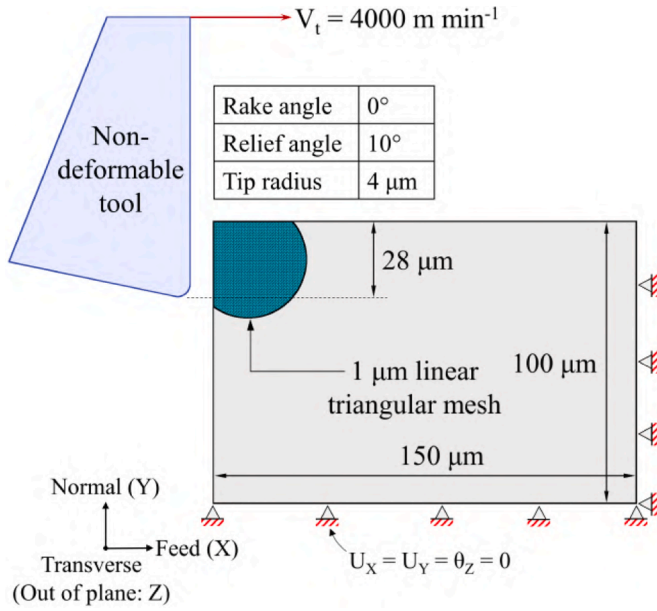 Vₜ = 4000 m min⁻¹
Non-
deformable
tool
Rake angle 0°
Relief angle 10°
Tip radius 4 μm
28 μm
100 μm
1 μm linear
triangular mesh
150 μm
Normal (Y)
Feed (X)
Transverse
(Out of plane: Z)
U_X = U_Y = θ_Z = 0